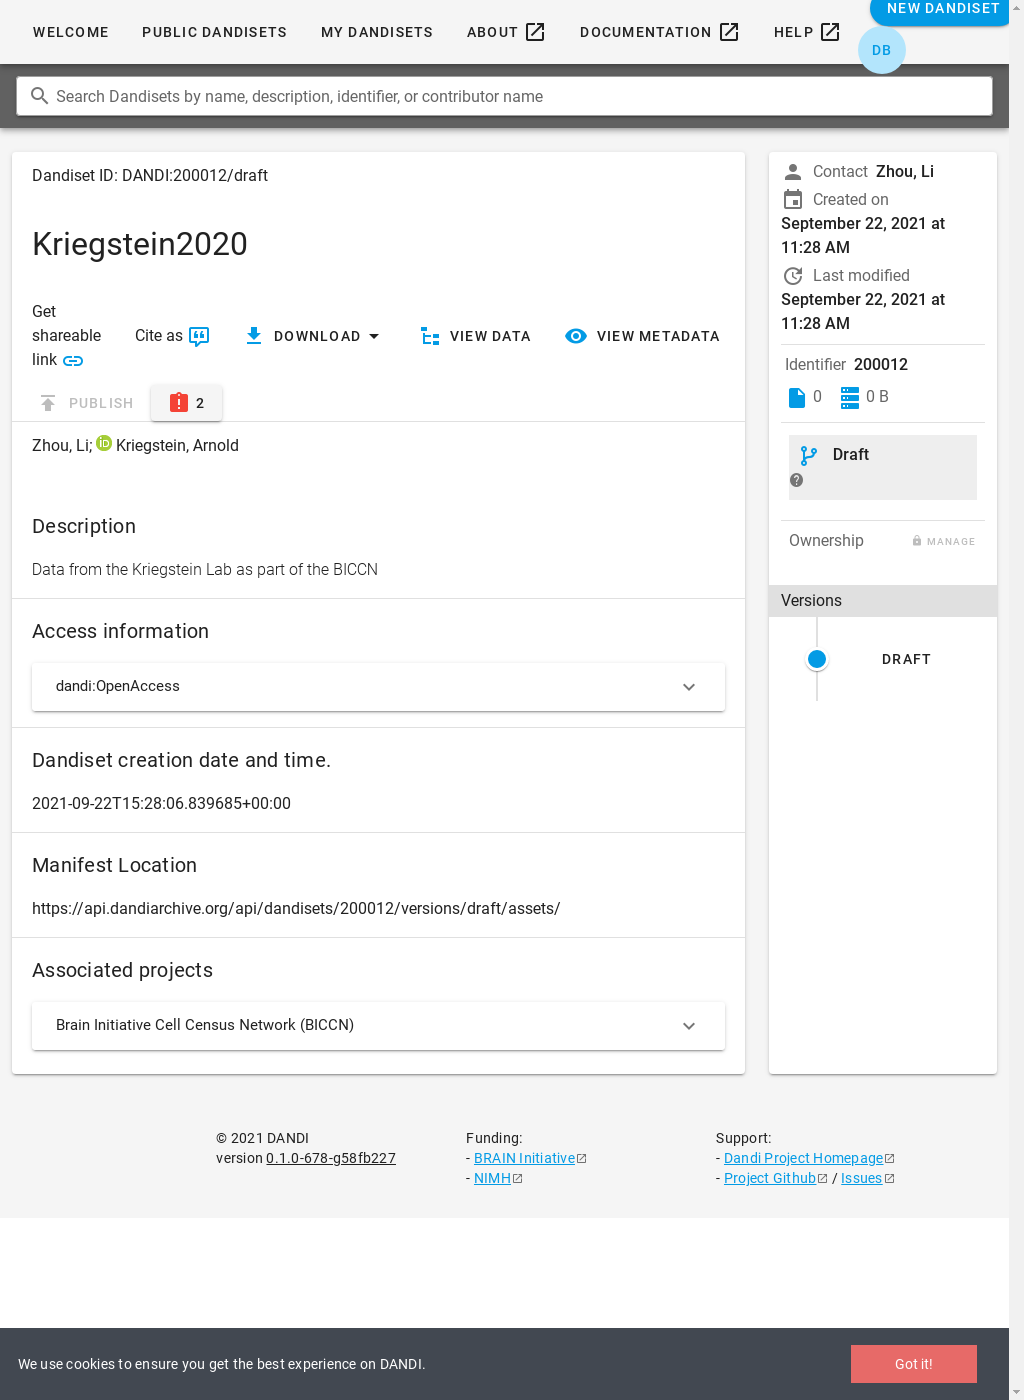 WELCOME
PUBLIC DANDISETS
MY DANDISETS
ABOUT
DOCUMENTATION
HELP
NEW DANDISET
DB
Search Dandisets by name, description, identifier, or contributor name
Dandiset ID: DANDI:200012/draft
Kriegstein2020
Get
shareable
link
Cite as
DOWNLOAD
VIEW DATA
VIEW METADATA
PUBLISH
2
Zhou, Li; iD Kriegstein, Arnold
Description
Data from the Kriegstein Lab as part of the BICCN
Access information
dandi:OpenAccess
Dandiset creation date and time.
2021-09-22T15:28:06.839685+00:00
Manifest Location
https://api.dandiarchive.org/api/dandisets/200012/versions/draft/assets/
Associated projects
Brain Initiative Cell Census Network (BICCN)
Contact Zhou, Li
Created on
September 22, 2021 at
11:28 AM
Last modified
September 22, 2021 at
11:28 AM
Identifier 200012
0
0 B
Draft
Ownership
MANAGE
Versions
DRAFT
© 2021 DANDI
version 0.1.0-678-g58fb227
Funding:
- BRAIN Initiative
- NIMH
Support:
- Dandi Project Homepage
- Project Github / Issues
We use cookies to ensure you get the best experience on DANDI.
Got it!